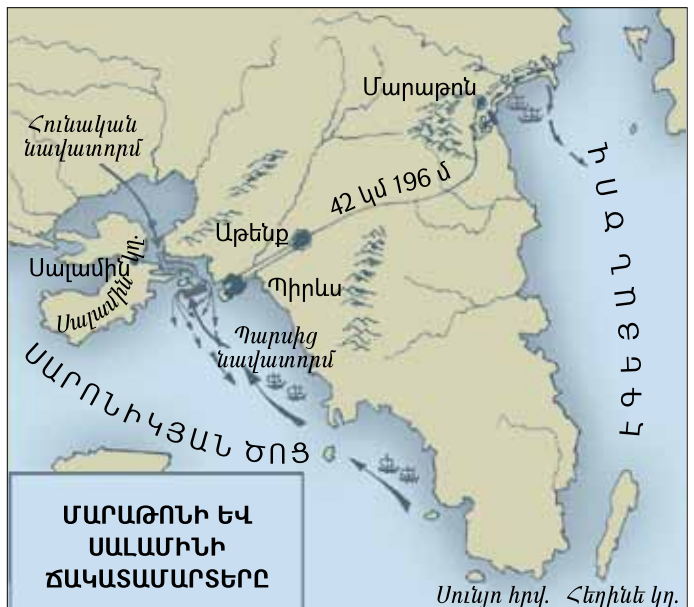 Մարաթոն
Հունական
նավատորմ
42 կմ 196 մ
Աթենք
Սալամին
Սալամին կղ.
Պիրևս
Պարսից
նավատորմ
ՍԱՐՈՆԻԿՅԱՆ ԾՈՑ
ԷԳԵՅԱՆ ԶՍԻ
ՄԱՐԱԹՈՆԻ ԵՎ
ՍԱԼԱՄԻՆԻ
ՃԱԿԱՏԱՄԱՐՏԵՐԸ
Սունյո հրվ.
Հեղինե կղ.